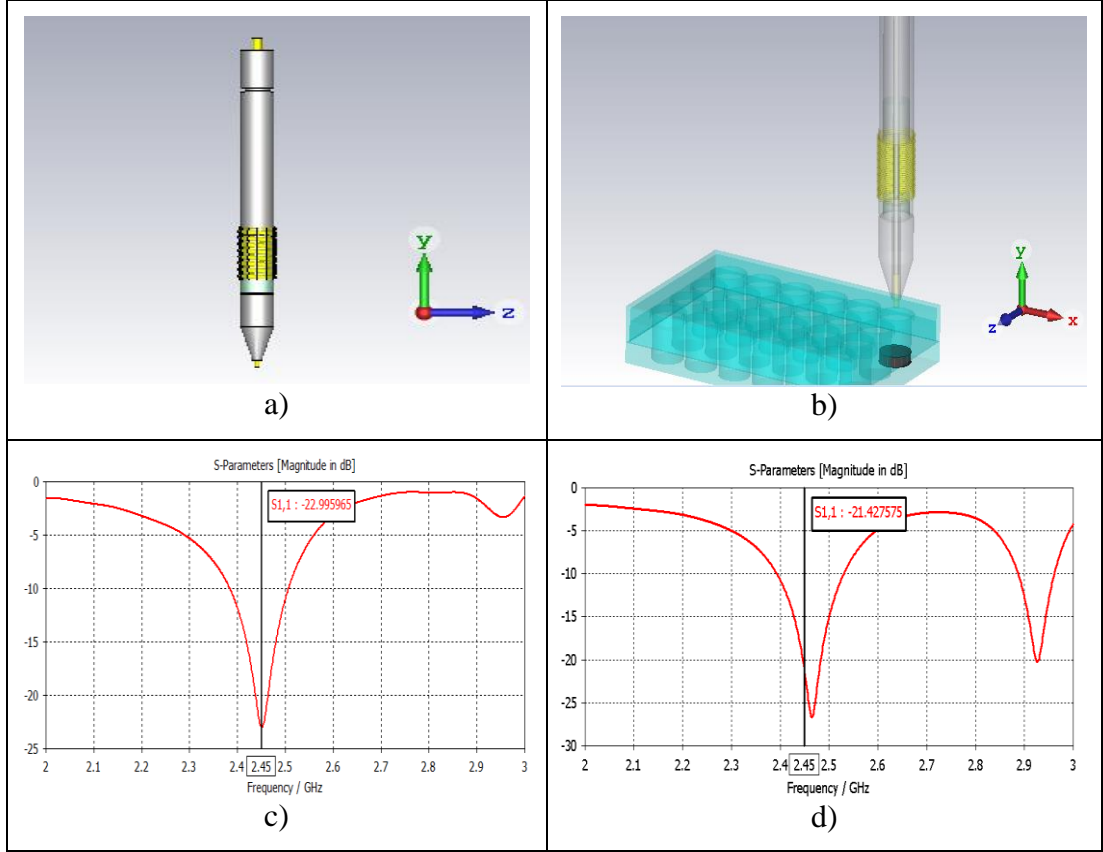 y
z
a)
y
z
x
b)
S-Parameters [Magnitude in dB]
S1,1 : -22.995965
0
-5
-10
-15
-20
-25
2 2.1 2.2 2.3 2.4 2.45 2.5 2.6 2.7 2.8 2.9 3
Frequency / GHz
c)
S-Parameters [Magnitude in dB]
S1,1 : -21.427575
0
-5
-10
-15
-20
-25
-30
2 2.1 2.2 2.3 2.4 2.45 2.5 2.6 2.7 2.8 2.9 3
Frequency / GHz
d)